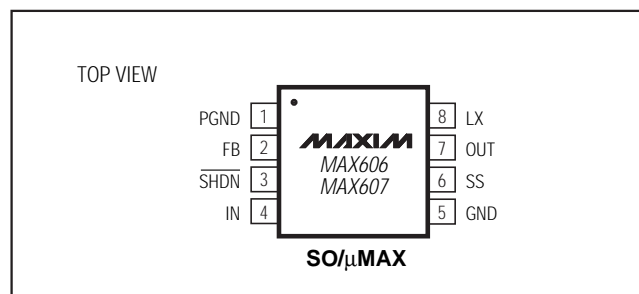 TOP VIEW
PGND 1
FB 2
SHDN 3
IN 4
MAXIM
MAX606
MAX607
8 LX
7 OUT
6 SS
5 GND
SO/μMAX